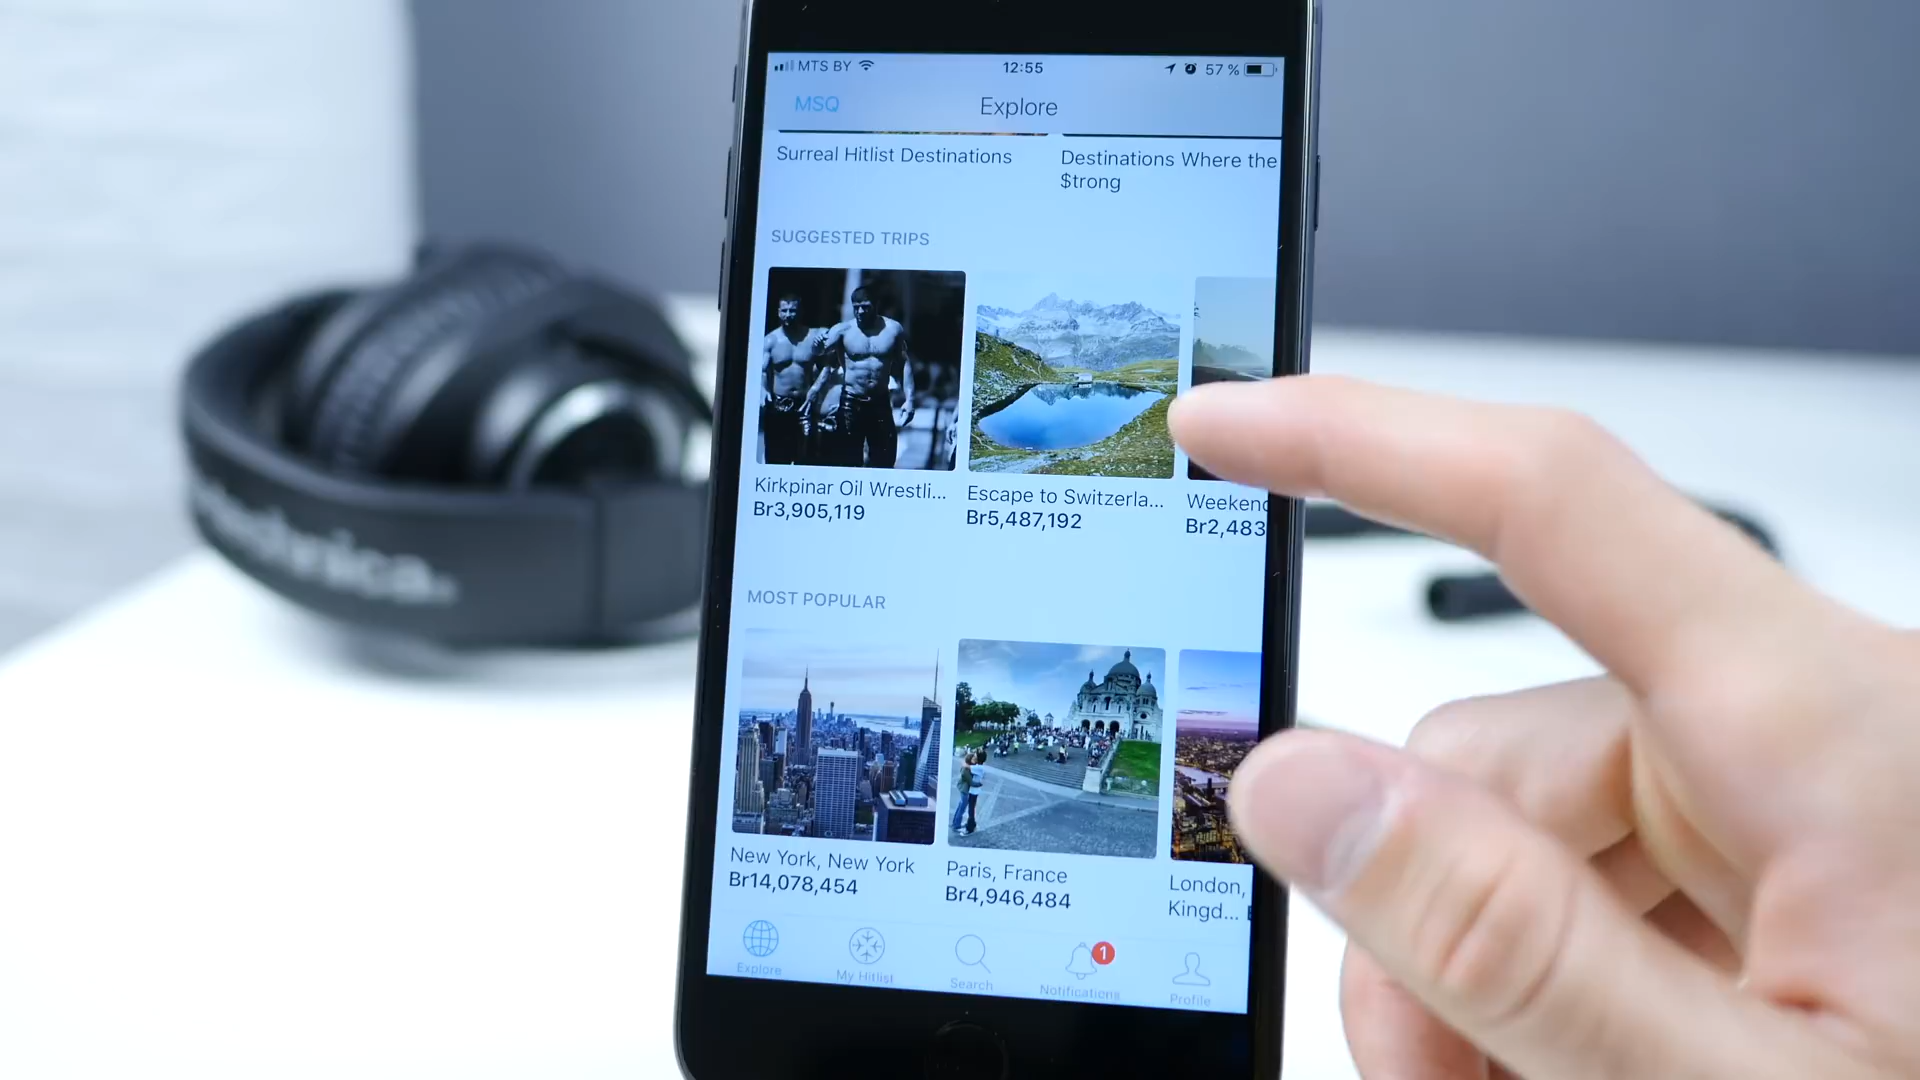 MTS BY 12:55 57 %
MSQ Explore
Surreal Hitlist Destinations
Destinations Where the
$trong
SUGGESTED TRIPS
Kirkpinar Oil Wrestli...
Br3,905,119
Escape to Switzerla...
Br5,487,192
Weekend
Br2,483
MOST POPULAR
New York, New York
Br14,078,454
Paris, France
Br4,946,484
London,
Kingd...
Explore
My Hitlist
Search
1
Notifications
Profile